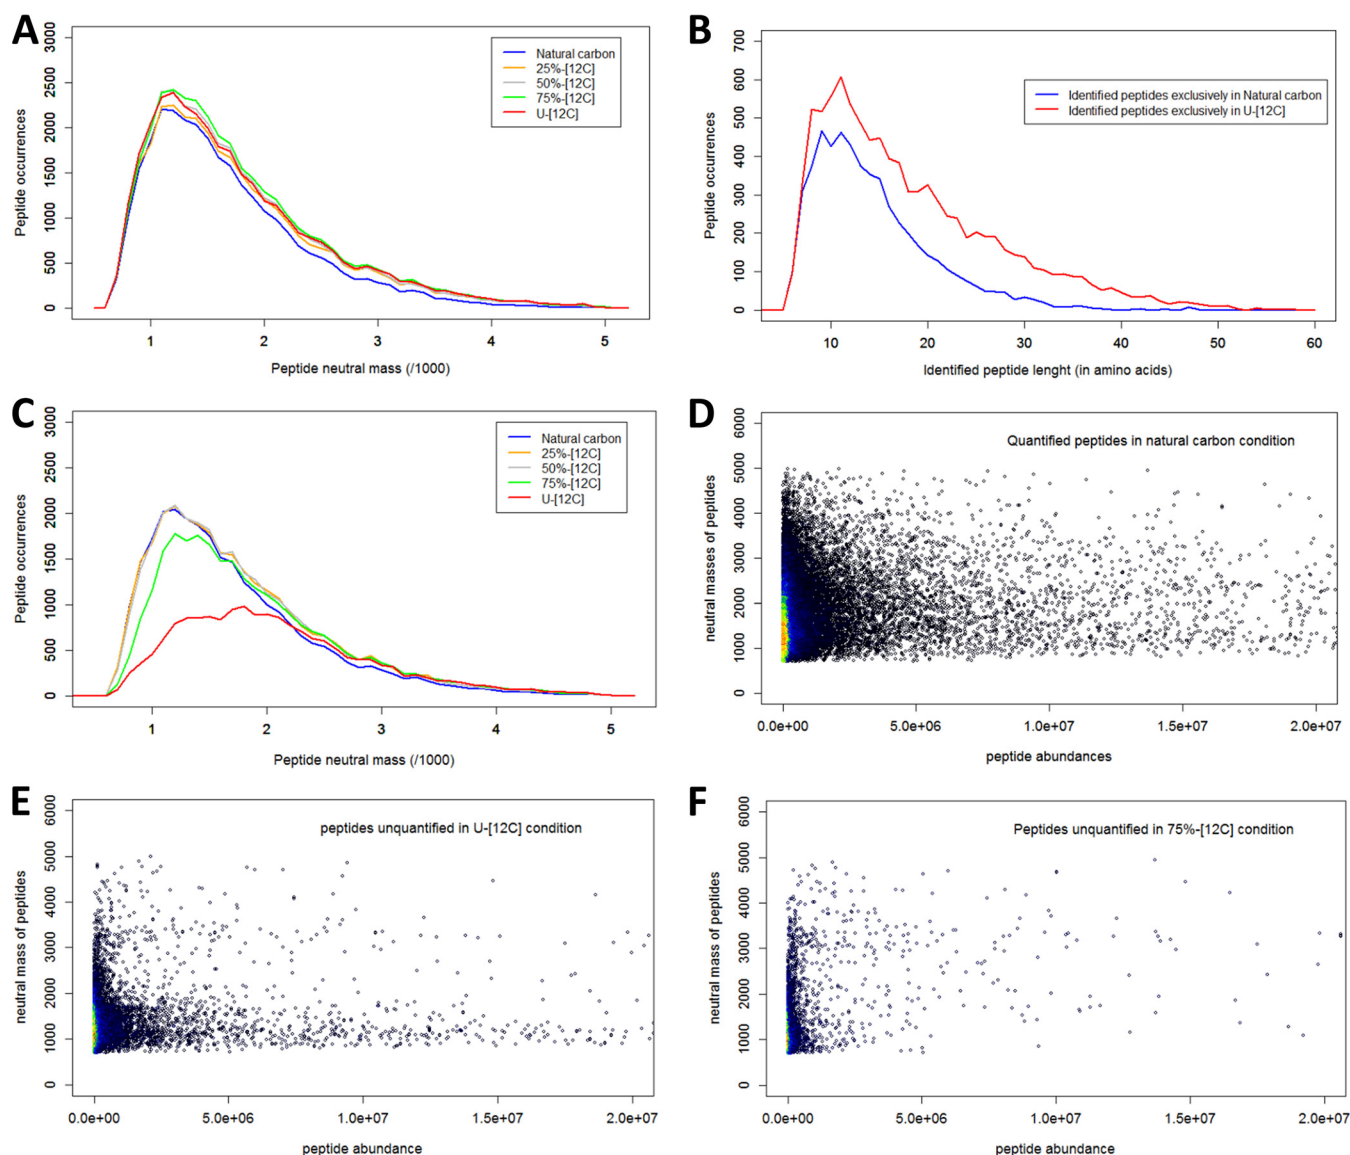 A
3000
2500
2000
1500
1000
500
0
Peptide occurrences
Natural carbon
25%-[12C]
50%-[12C]
75%-[12C]
U-[12C]
1 2 3 4 5
Peptide neutral mass (/1000)
B
700
600
500
400
300
200
100
0
Peptide occurrences
Identified peptides exclusively in Natural carbon
Identified peptides exclusively in U-[12C]
10 20 30 40 50 60
Identified peptide lenght (in amino acids)
C
3000
2500
2000
1500
1000
500
0
Peptide occurrences
Natural carbon
25%-[12C]
50%-[12C]
75%-[12C]
U-[12C]
1 2 3 4 5
Peptide neutral mass (/1000)
D
6000
5000
4000
3000
2000
1000
0
neutral masses of peptides
Quantified peptides in natural carbon condition
0.0e+00 5.0e+06 1.0e+07 1.5e+07 2.0e+07
peptide abundances
E
6000
5000
4000
3000
2000
1000
0
neutral mass of peptides
peptides unquantified in U-[12C] condition
0.0e+00 5.0e+06 1.0e+07 1.5e+07 2.0e+07
peptide abundance
F
6000
5000
4000
3000
2000
1000
0
neutral mass of peptides
Peptides unquantified in 75%-[12C] condition
0.0e+00 5.0e+06 1.0e+07 1.5e+07 2.0e+07
peptide abundance